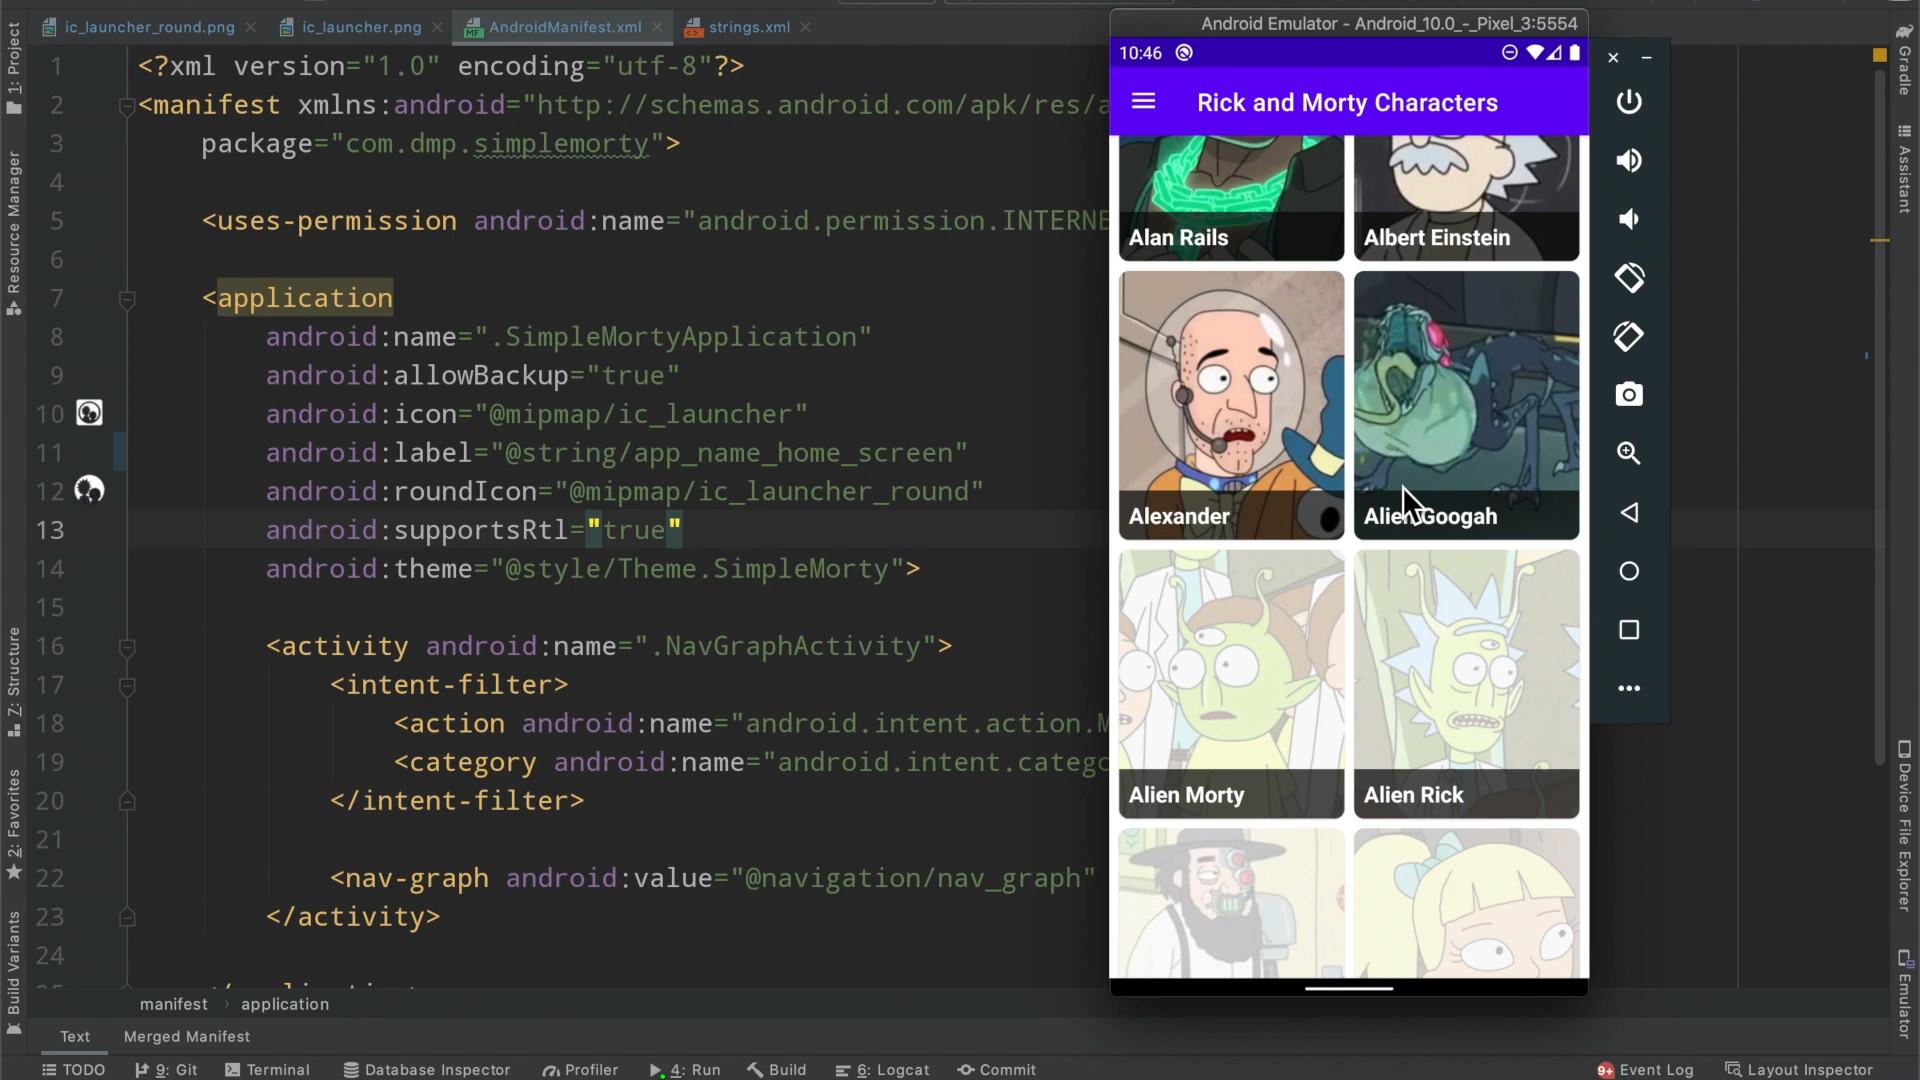 ic_launcher_round.png
ic_launcher.png
AndroidManifest.xml
strings.xml
1 <?xml version="1.0" encoding="utf-8"?>
2 <manifest xmlns:android="http://schemas.android.com/apk/res/a
3 package="com.dmp.simplemorty">
4
5 <uses-permission android:name="android.permission.INTERNE
6
7 <application
8 android:name=".SimpleMortyApplication"
9 android:allowBackup="true"
10 android:icon="@mipmap/ic_launcher"
11 android:label="@string/app_name_home_screen"
12 android:roundIcon="@mipmap/ic_launcher_round"
13 android:supportsRtl="true"
14 android:theme="@style/Theme.SimpleMorty">
15
16 <activity android:name=".NavGraphActivity">
17 <intent-filter>
18 <action android:name="android.intent.action.M
19 <category android:name="android.intent.catego
20 </intent-filter>
21
22 <nav-graph android:value="@navigation/nav_graph"
23 </activity>
24
manifest › application
Text
Merged Manifest
TODO
9: Git
Terminal
Database Inspector
Profiler
4: Run
Build
6: Logcat
Commit
9+ Event Log
Layout Inspector
1: Project
Resource Manager
Z: Structure
2: Favorites
Build Variants
Android Emulator - Android_10.0_-_Pixel_3:5554
10:46
Rick and Morty Characters
Alan Rails
Albert Einstein
Alexander
Alien Googah
Alien Morty
Alien Rick
Gradle
Assistant
Device File Explorer
Emulator